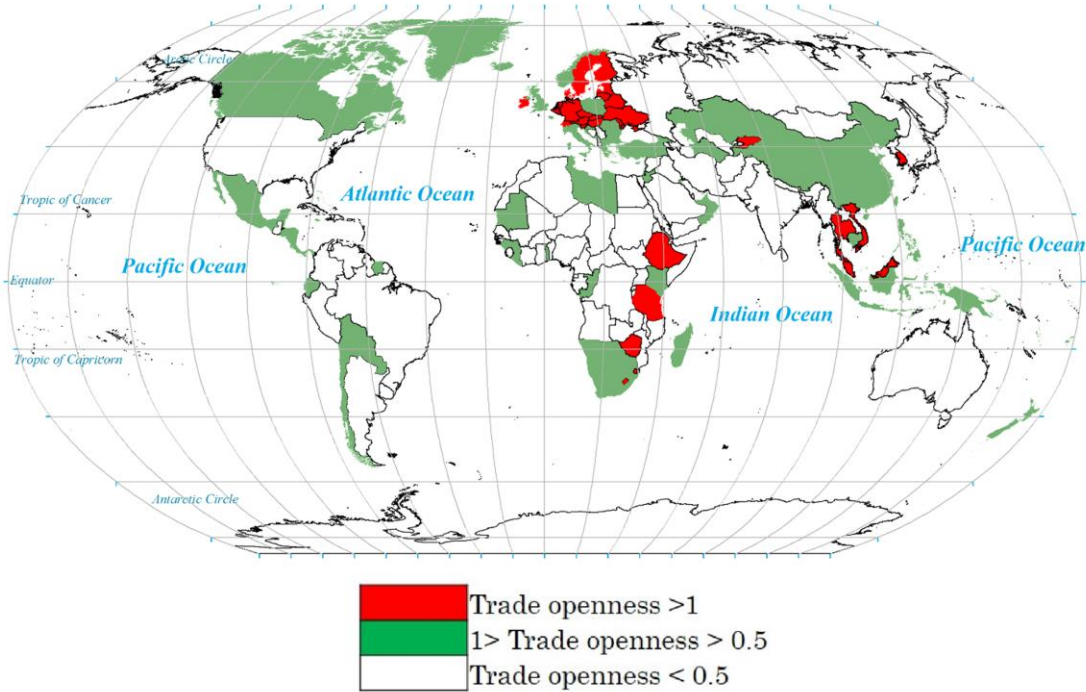 Arctic Circle
Atlantic Ocean
Tropic of Cancer
Pacific Ocean
Pacific Ocean
Equator
Indian Ocean
Tropic of Capricorn
Antarctic Circle
Trade openness >1
1> Trade openness > 0.5
Trade openness < 0.5